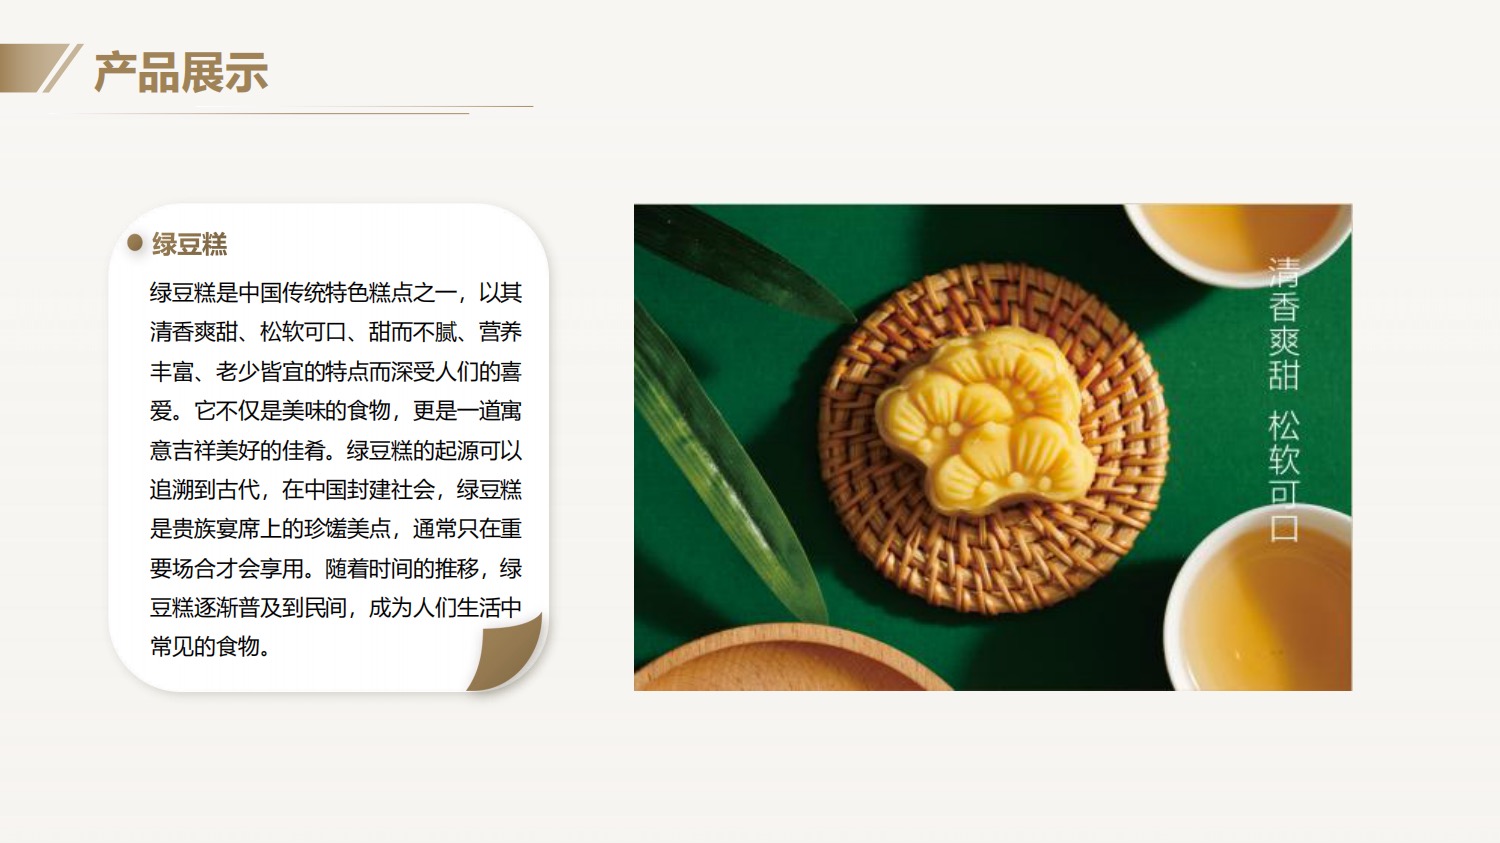 产品展示
绿豆糕
绿豆糕是中国传统特色糕点之一，以其
清香爽甜、松软可口、甜而不腻、营养
丰富、老少皆宜的特点而深受人们的喜
爱。它不仅是美味的食物，更是一道寓
意吉祥美好的佳肴。绿豆糕的起源可以
追溯到古代，在中国封建社会，绿豆糕
是贵族宴席上的珍馐美点，通常只在重
要场合才会享用。随着时间的推移，绿
豆糕逐渐普及到民间，成为人们生活中
常见的食物。
清香爽甜 松软可口